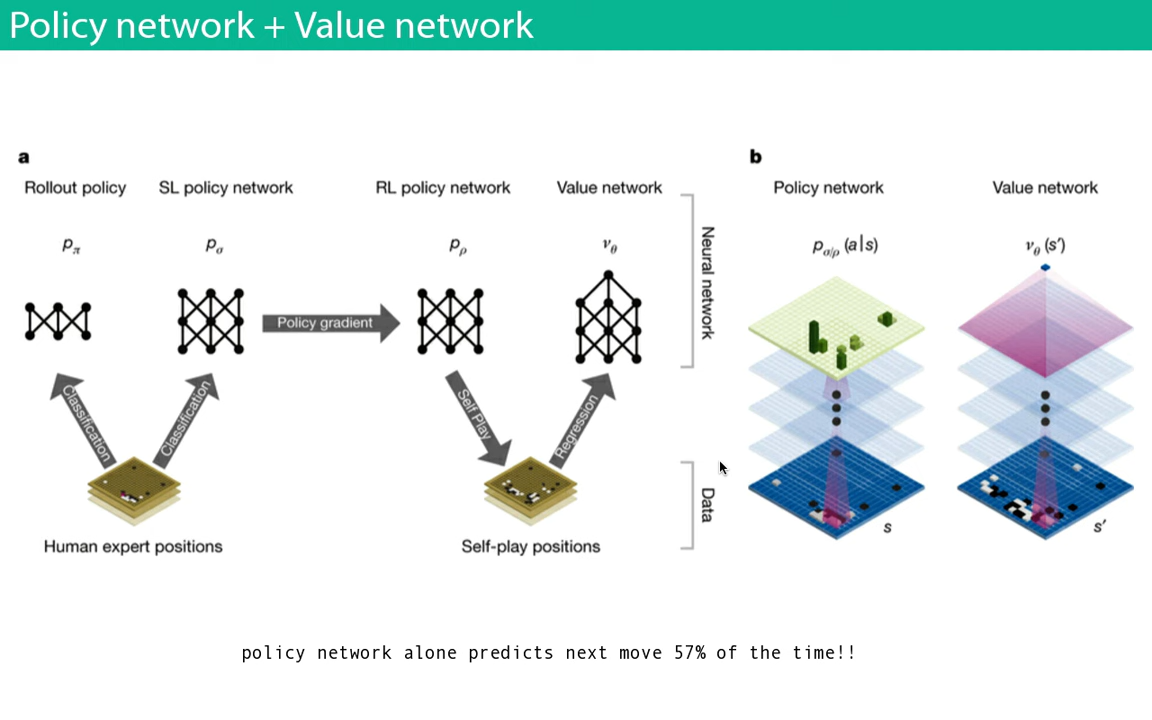 Policy network + Value network
a
Rollout policy
SL policy network
RL policy network
Value network
pπ
pσ
pρ
vθ
Policy gradient
Classification
Classification
Self Play
Regression
Human expert positions
Self-play positions
Neural network
Data
b
Policy network
Value network
pσ/ρ (a|s)
vθ (s′)
s
s′
policy network alone predicts next move 57% of the time!!